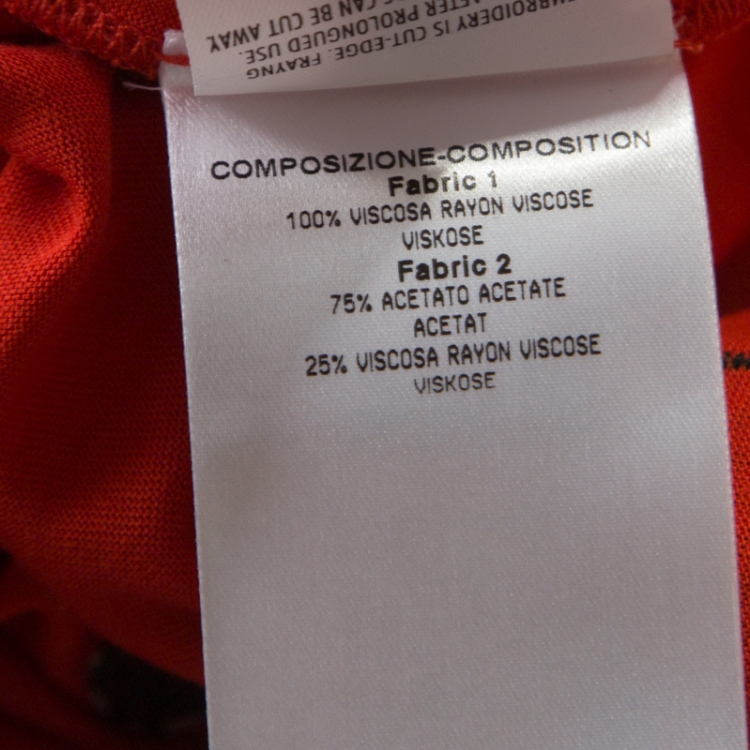 EMBROIDERY IS CUT-EDGE. FRAYNG
AFTER PROLONGUED USE.
CAN BE CUT AWAY.
COMPOSIZIONE-COMPOSITION
Fabric 1
100% VISCOSA RAYON VISCOSE
VISKOSE
Fabric 2
75% ACETATO ACETATE
ACETAT
25% VISCOSA RAYON VISCOSE
VISKOSE